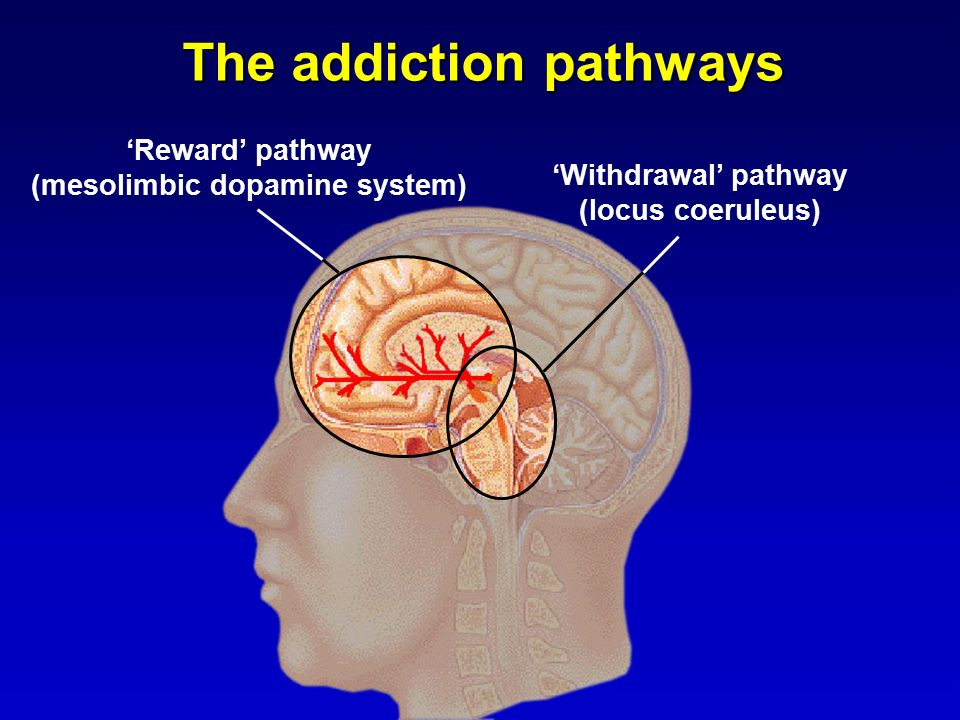 The addiction pathways
‘Reward’ pathway
(mesolimbic dopamine system)
‘Withdrawal’ pathway
(locus coeruleus)